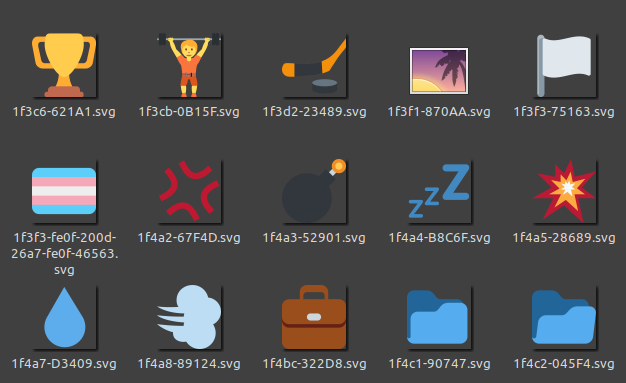 1f3c6-621A1.svg
1f3cb-0B15F.svg
1f3d2-23489.svg
1f3f1-870AA.svg
1f3f3-75163.svg
1f3f3-fe0f-200d-
26a7-fe0f-46563.
svg
1f4a2-67F4D.svg
1f4a3-52901.svg
1f4a4-B8C6F.svg
1f4a5-28689.svg
1f4a7-D3409.svg
1f4a8-89124.svg
1f4bc-322D8.svg
1f4c1-90747.svg
1f4c2-045F4.svg